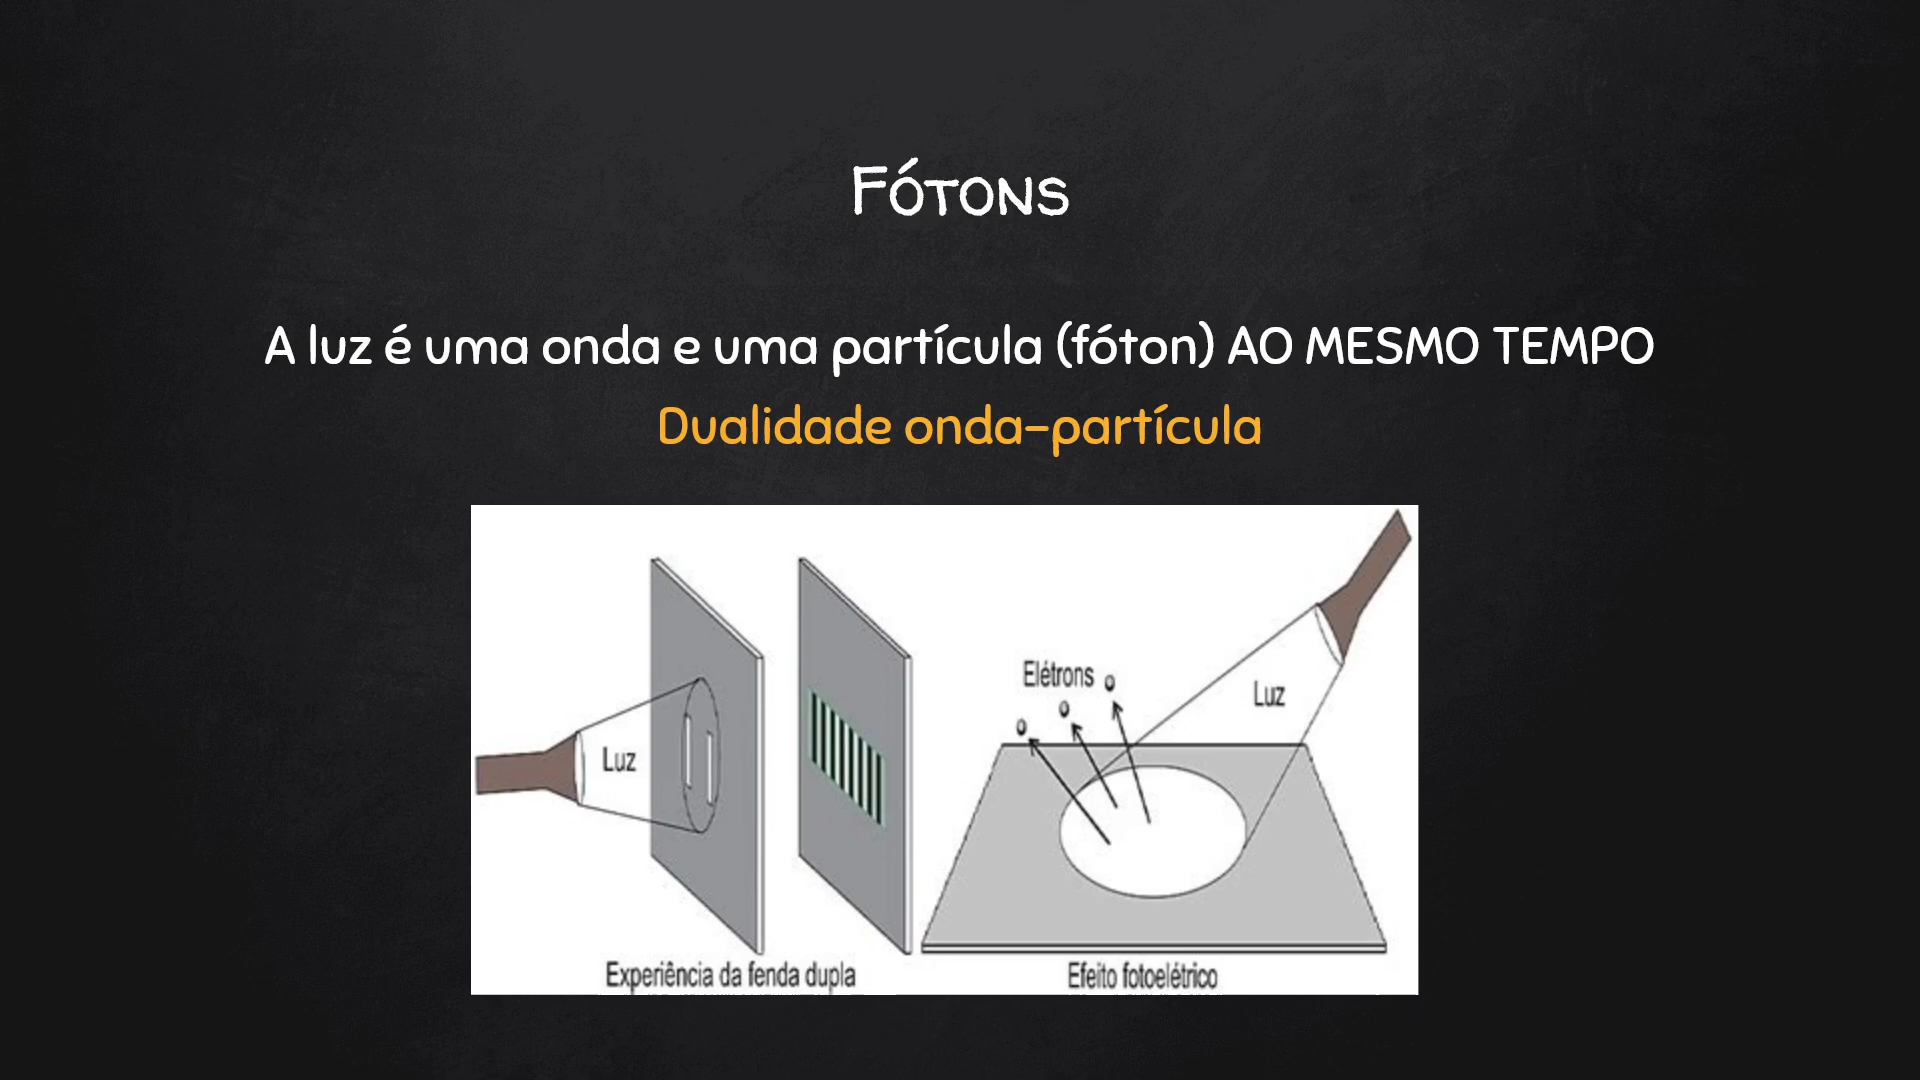 Fótons
A luz é uma onda e uma partícula (fóton) AO MESMO TEMPO
Dualidade onda-partícula
Elétrons
Luz
Luz
Experiência da fenda dupla
Efeito fotoelétrico